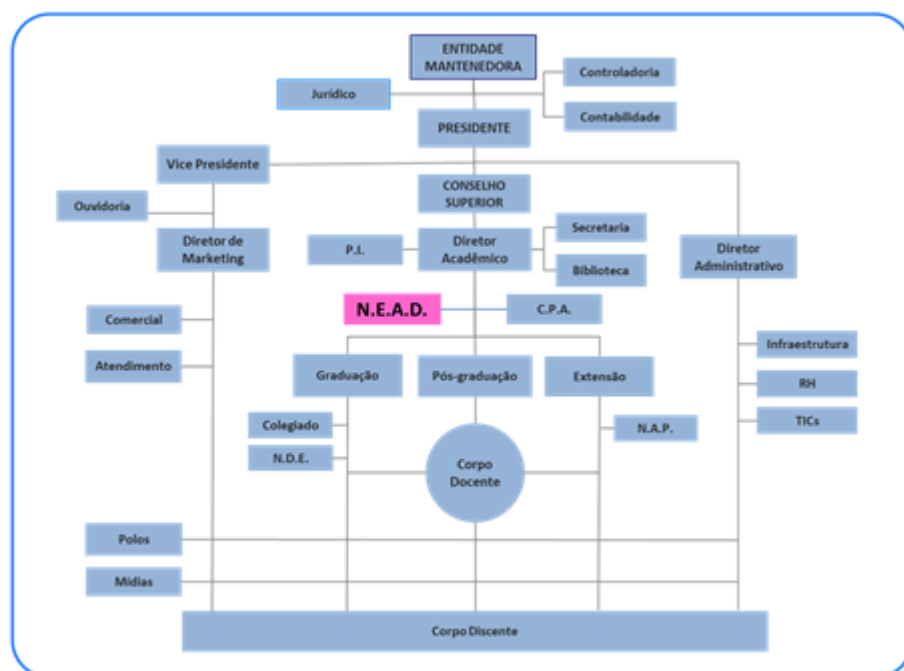 ENTIDADE
MANTENEDORA
Controladoria
Jurídico
Contabilidade
PRESIDENTE
Vice Presidente
CONSELHO
SUPERIOR
Ouvidoria
Secretaria
Diretor de
Marketing
P.I.
Diretor
Acadêmico
Diretor
Administrativo
Biblioteca
N.E.A.D.
C.P.A.
Comercial
Infraestrutura
Atendimento
Graduação
Pós-graduação
Extensão
RH
Colegiado
N.A.P.
TICs
N.D.E.
Corpo
Docente
Polos
Mídias
Corpo Discente